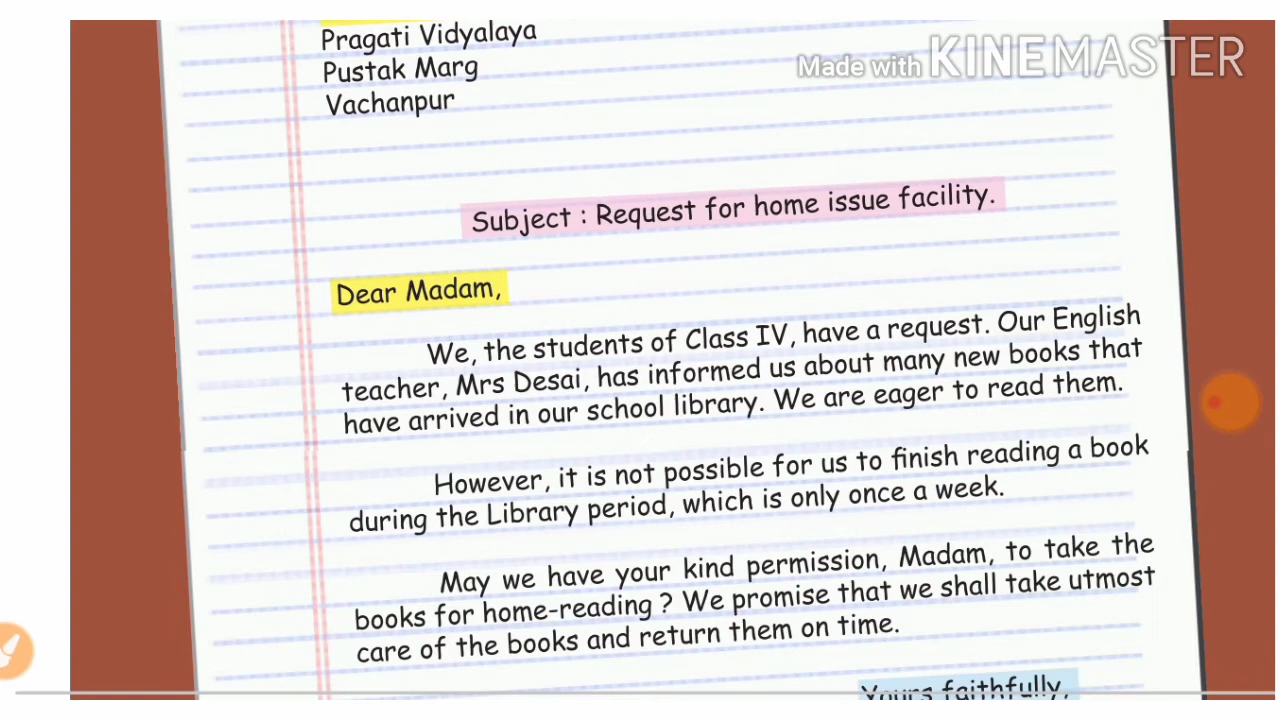 Pragati Vidyalaya
Pustak Marg
Vachanpur
Made with KINEMASTER
Subject : Request for home issue facility.
Dear Madam,
We, the students of Class IV, have a request. Our English
teacher, Mrs Desai, has informed us about many new books that
have arrived in our school library. We are eager to read them.
However, it is not possible for us to finish reading a book
during the Library period, which is only once a week.
May we have your kind permission, Madam, to take the
books for home-reading ? We promise that we shall take utmost
care of the books and return them on time.
Yours faithfully,